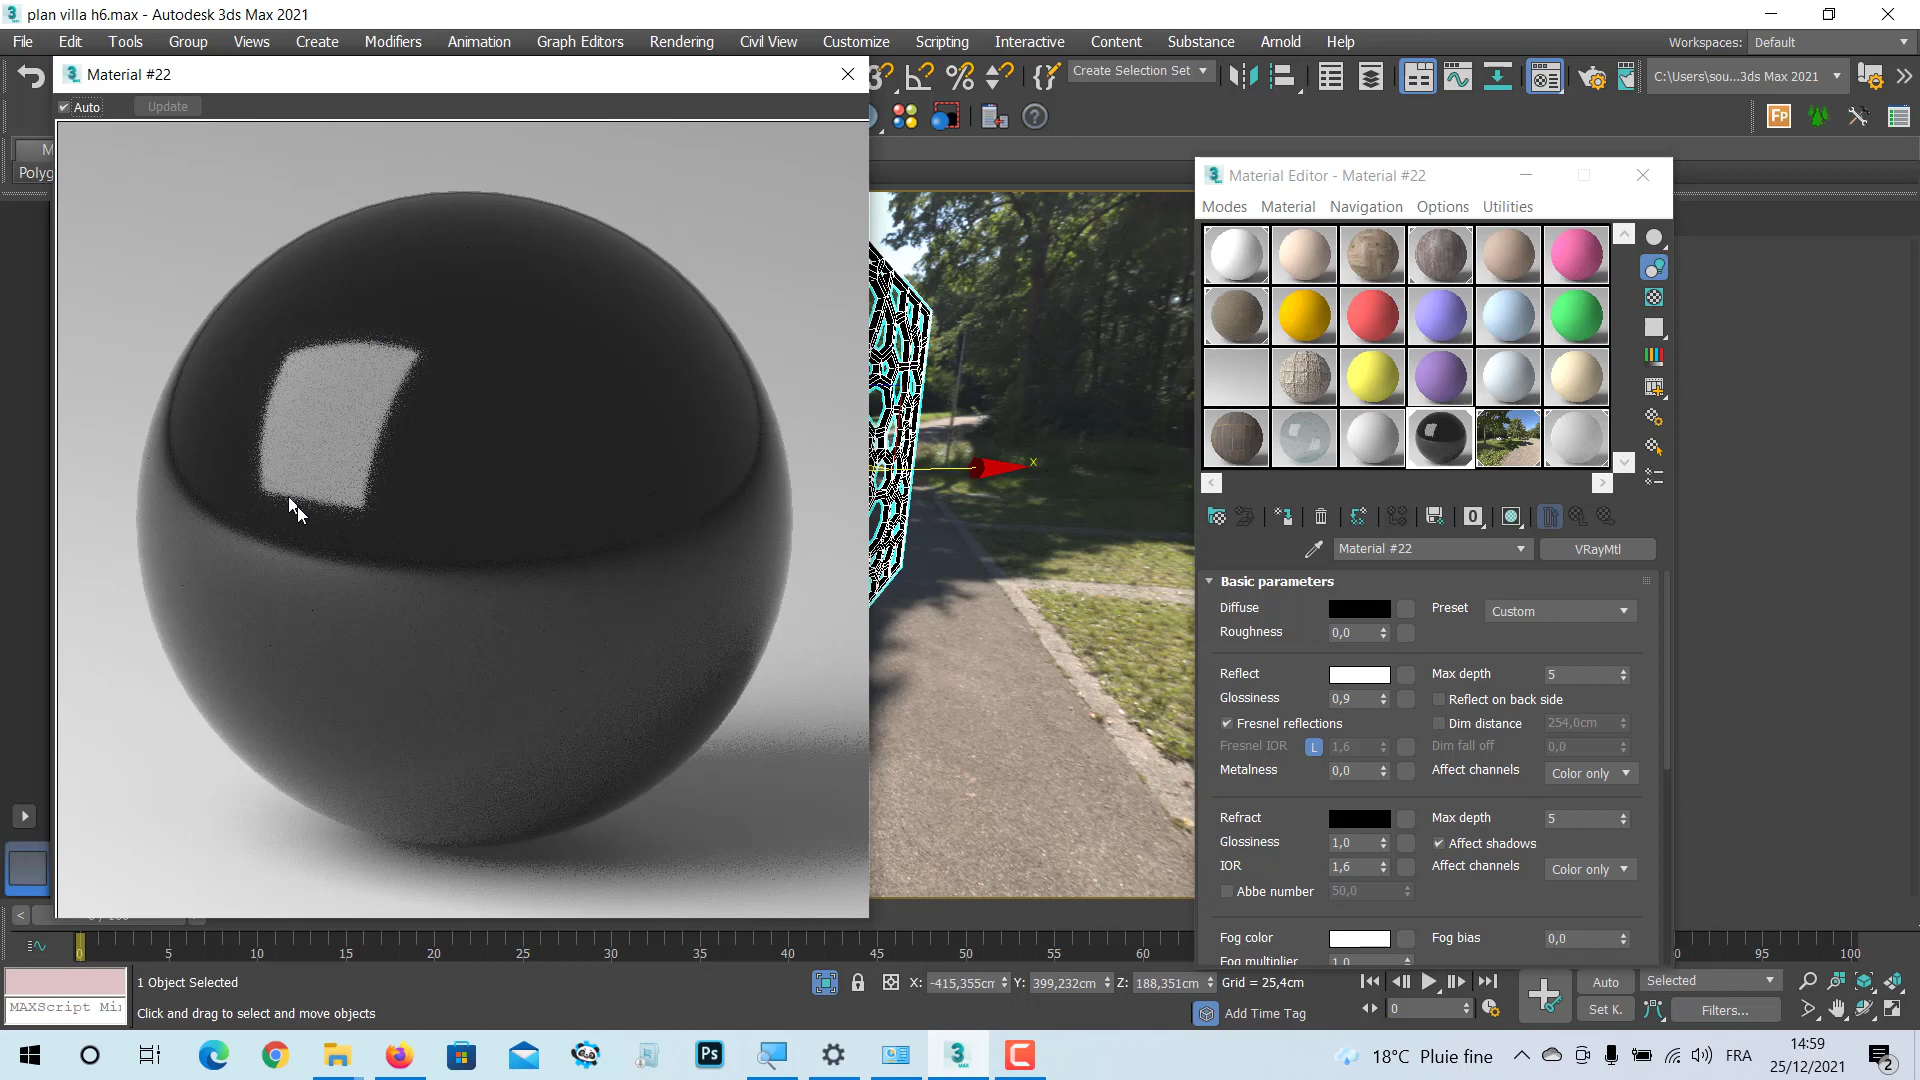 plan villa h6.max - Autodesk 3ds Max 2021
File Edit Tools Group Views Create Modifiers Animation Graph Editors Rendering Civil View Customize Scripting Interactive Content Substance Arnold Help Workspaces: Default
Material #22
Create Selection Set
C:\Users\sou...3ds Max 2021
Auto Update
Fp
Polyg
Material Editor - Material #22
Modes Material Navigation Options Utilities
x
0
Material #22 VRayMtl
Basic parameters
Diffuse Preset Custom
Roughness 0,0
Reflect Max depth 5
Glossiness 0,9 Reflect on back side
Fresnel reflections Dim distance 254,0cm
Fresnel IOR L 1,6 Dim fall off 0,0
Metalness 0,0 Affect channels Color only
Refract Max depth 5
Glossiness 1,0 Affect shadows
IOR 1,6 Affect channels Color only
Abbe number 50,0
Fog color Fog bias 0,0
Fog multiplier 1,0
0 5 10 15 20 25 30 35 40 45 50 55 60 95 100
1 Object Selected X: -415,355cm Y: 399,232cm Z: 188,351cm Grid = 25,4cm Auto Selected
MAXScript Mi Click and drag to select and move objects Add Time Tag 0 Set K. Filters...
Ps 3 MAX 18°C Pluie fine FRA 14:59
25/12/2021 2